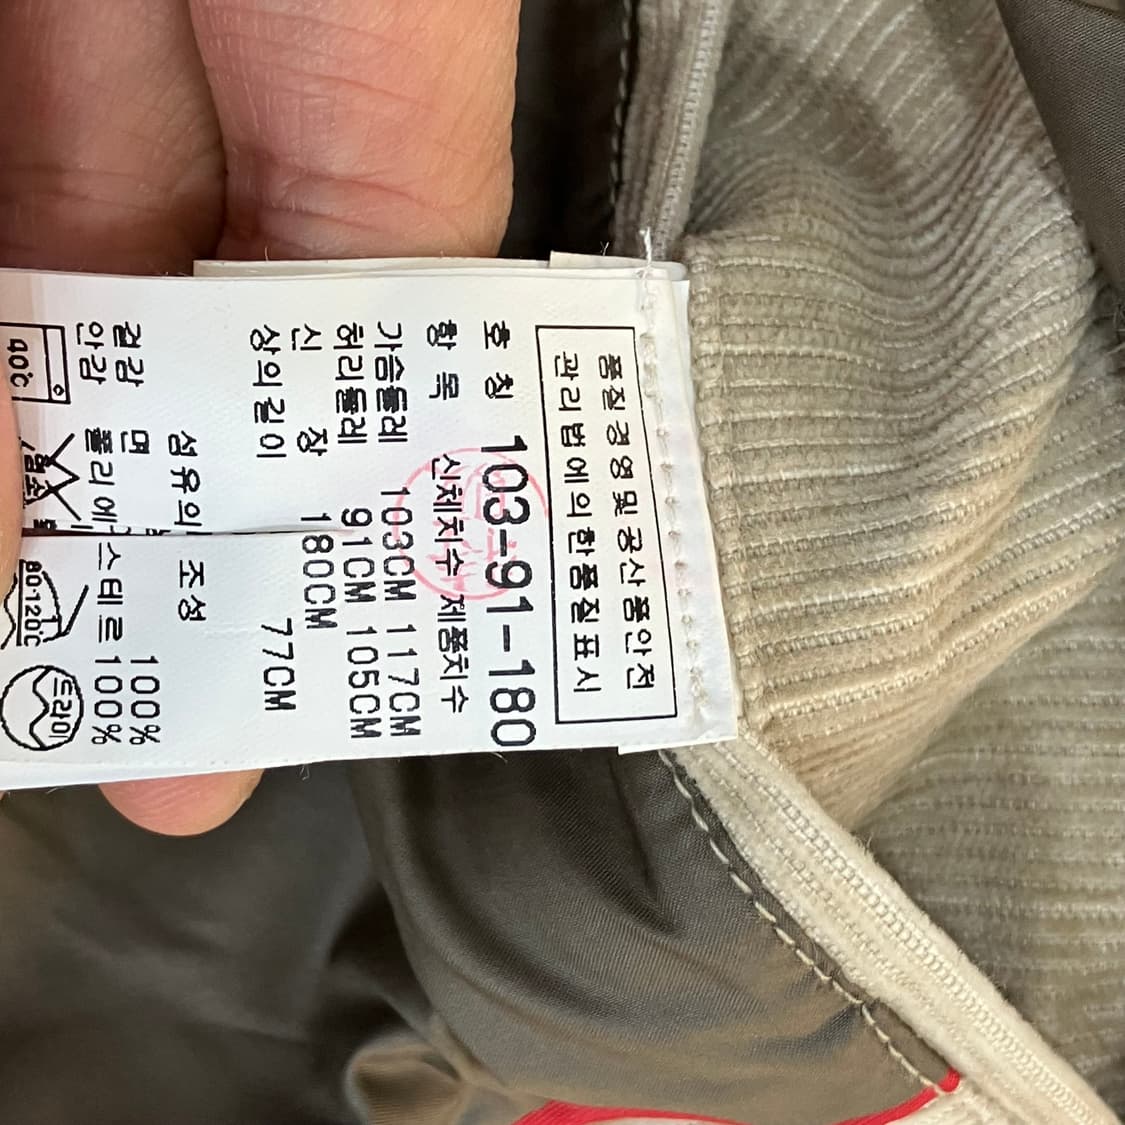 품질경영및공산품안전
관리법에의한품질표시
호 칭 103-91-180
항 목 신체치수 제품치수
가슴둘레 103CM 117CM
허리둘레 91CM 105CM
신 장 180CM
상의길이 77CM
섬유의 조성
겉감 면 100%
안감 폴리에스테르 100%
40℃
80-120℃
드라이